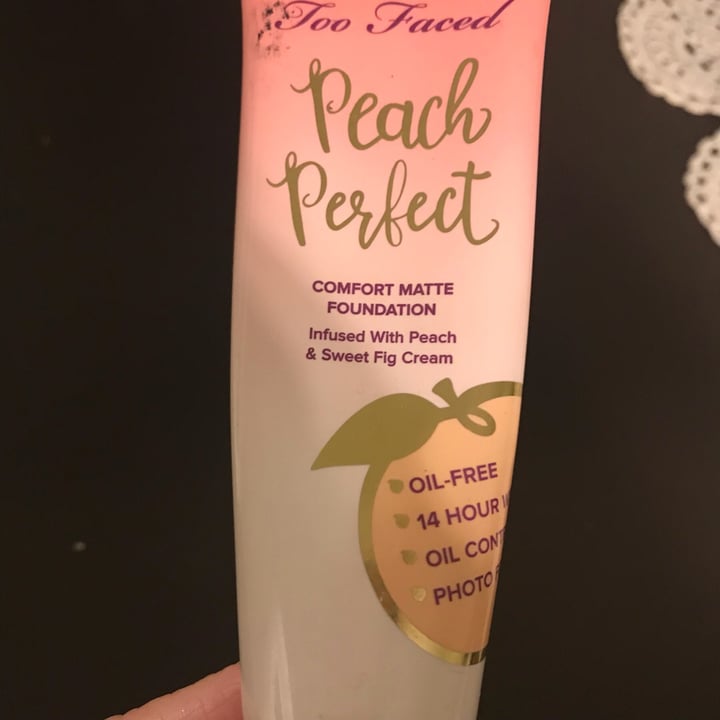 Too Faced
Peach
Perfect
COMFORT MATTE
FOUNDATION
Infused With Peach
& Sweet Fig Cream
OIL-FREE
14 HOUR
OIL
PHOTO